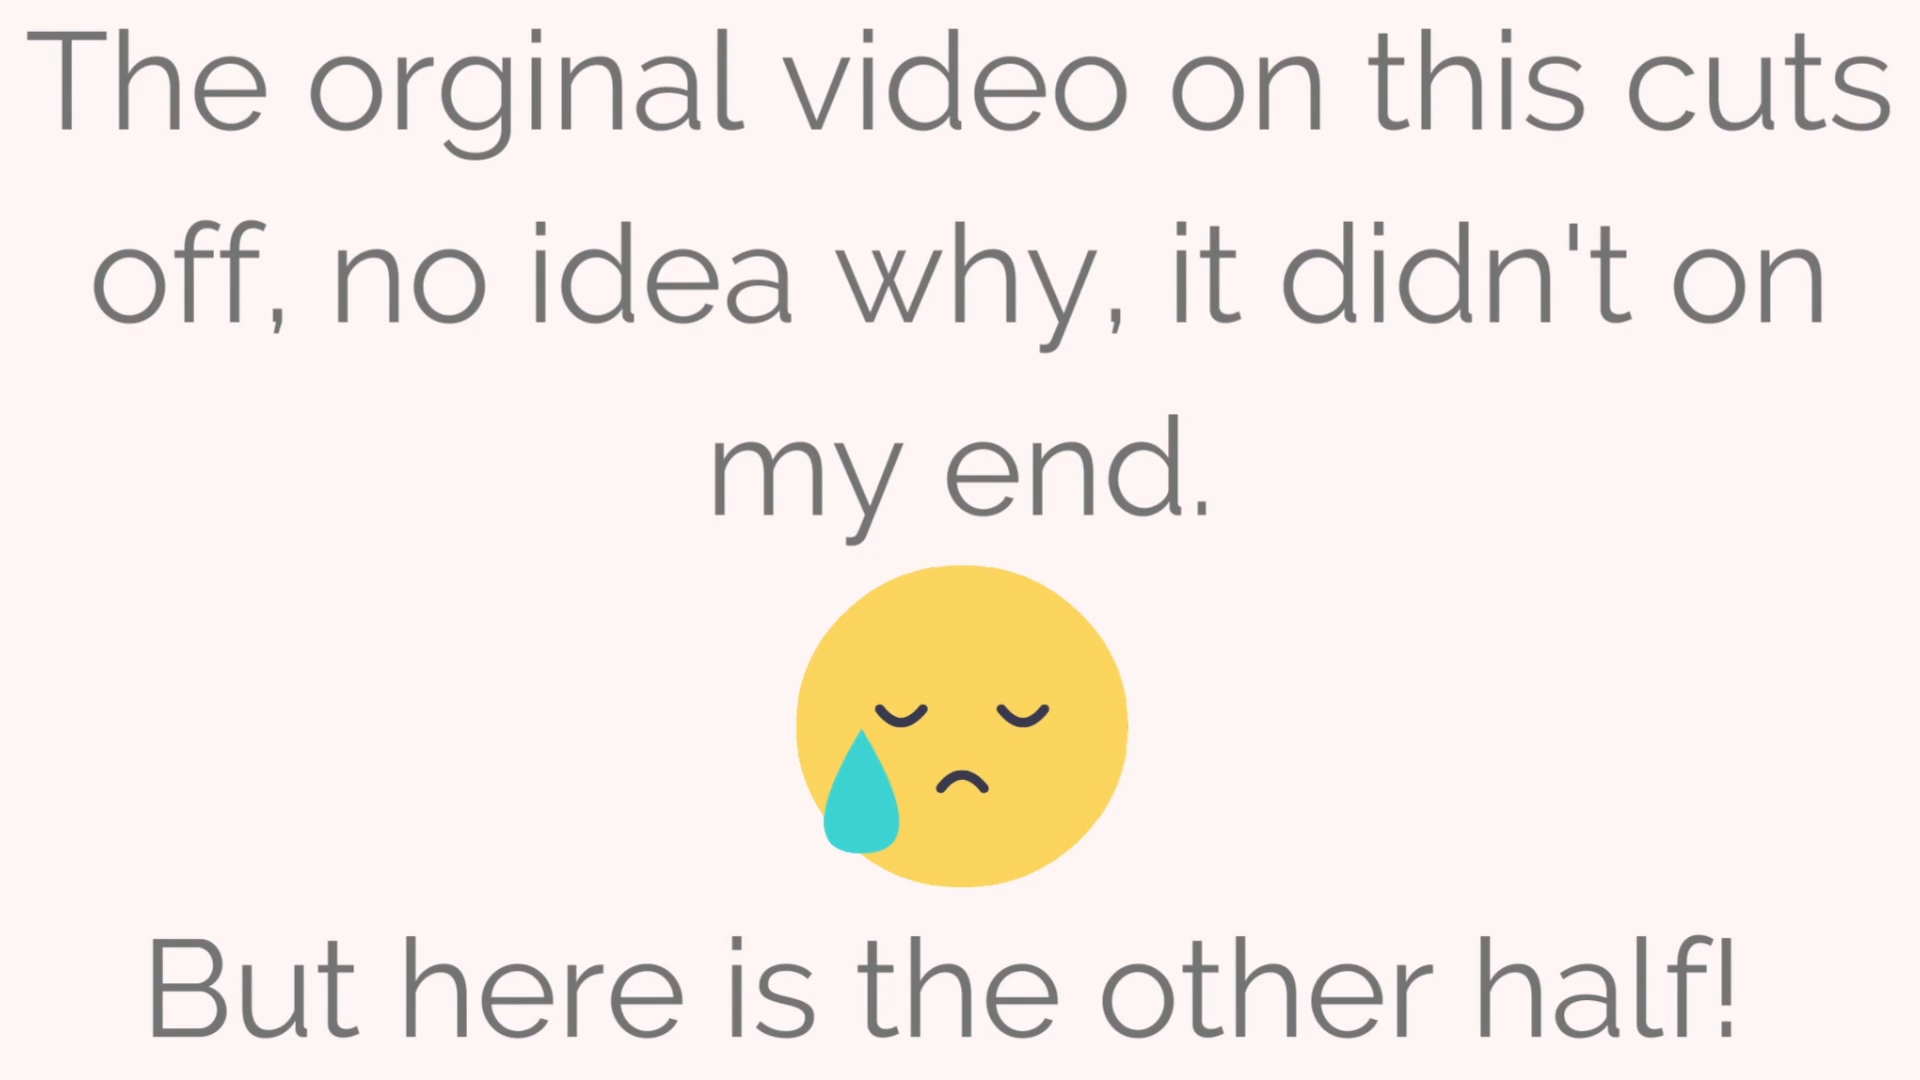 The orginal video on this cuts
off, no idea why, it didn't on
my end.
But here is the other half!